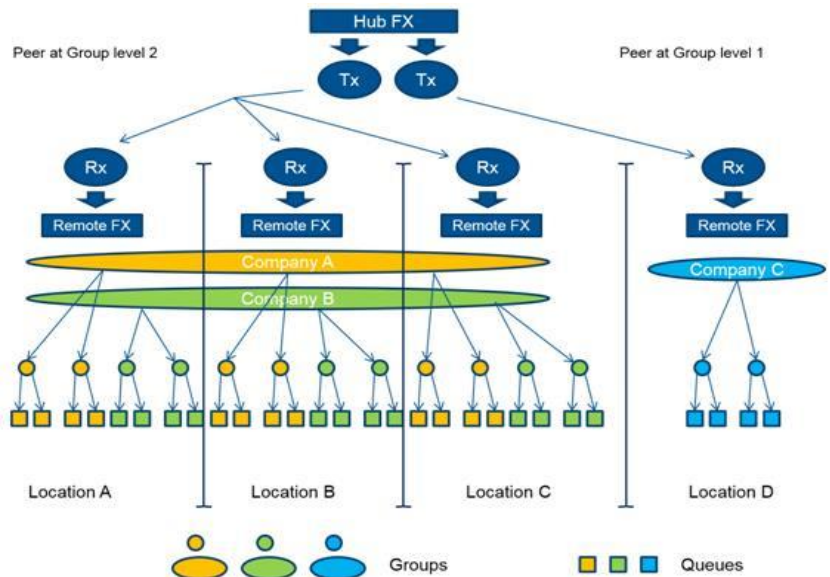 Hub FX
Peer at Group level 2
Peer at Group level 1
Tx
Tx
Rx
Rx
Rx
Rx
Remote FX
Remote FX
Remote FX
Remote FX
Company A
Company C
Company B
Location A
Location B
Location C
Location D
Groups
Queues